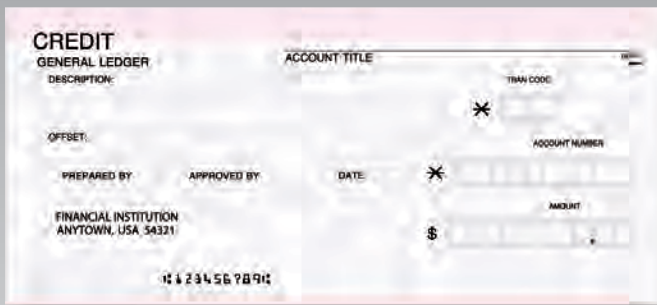 CREDIT
GENERAL LEDGER
ACCOUNT TITLE
DESCRIPTION:
TRAN CODE
OFFSET:
ACCOUNT NUMBER
PREPARED BY APPROVED BY DATE:
AMOUNT
FINANCIAL INSTITUTION
ANYTOWN, USA 54321
$ .
⑆123456789⑆